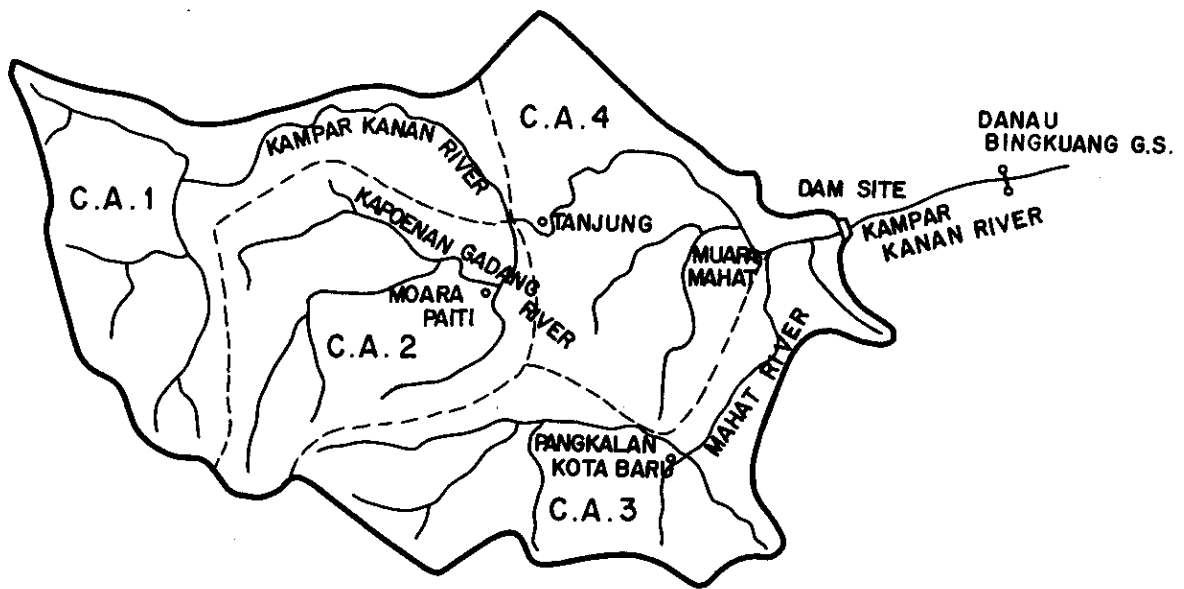 C.A.4
KAMPAR KANAN RIVER
DANAU
BINGKUANG G.S.
C.A.1
DAM SITE
KAPOENAN GADANG
RIVER
TANJUNG
KAMPAR
KANAN RIVER
MUARA
MAHAT
MOARA
PAITI
C.A.2
MAHAT RIVER
PANGKALAN
KOTA BARU
C.A.3